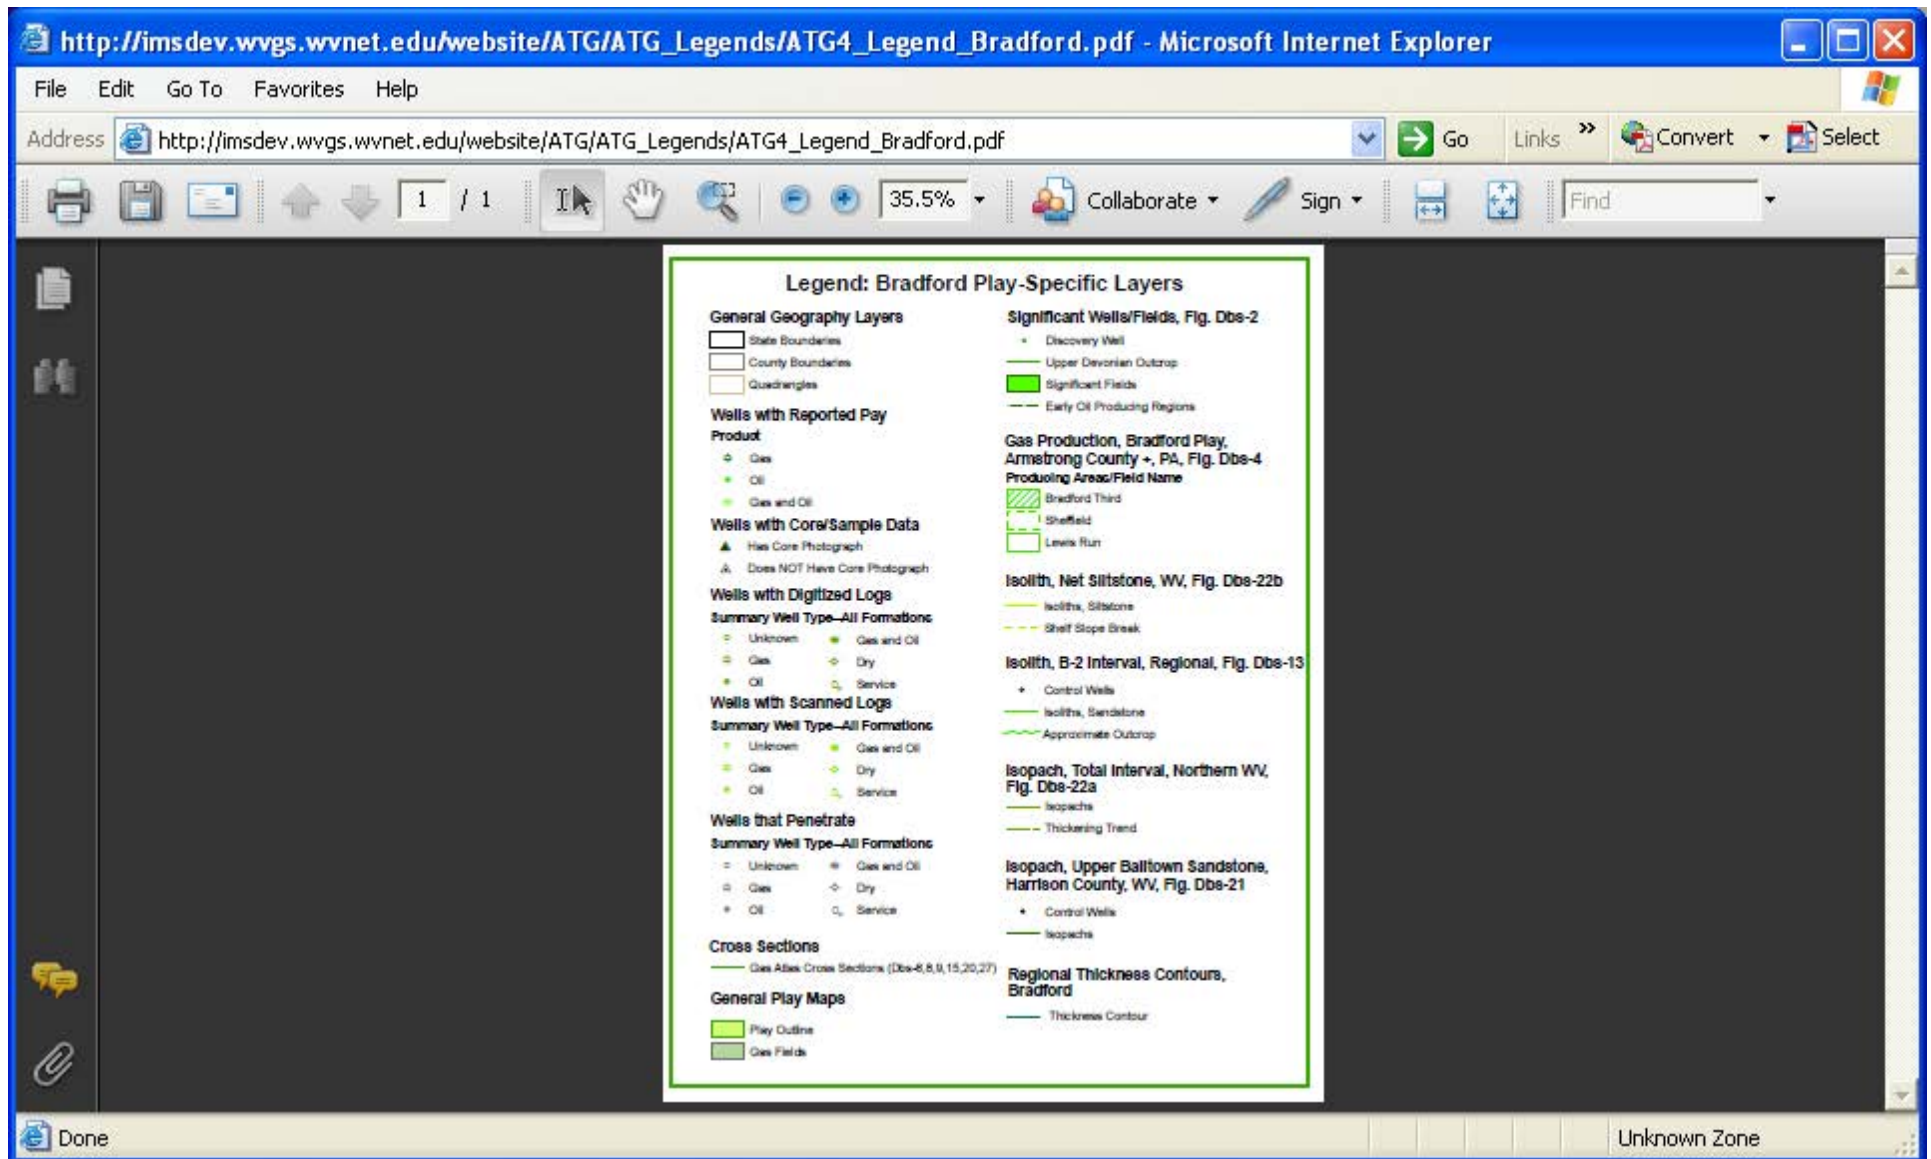 http://imsdev.wvgs.wvnet.edu/website/ATG/ATG_Legends/ATG4_Legend_Bradford.pdf - Microsoft Internet Explorer
File Edit Go To Favorites Help
Address http://imsdev.wvgs.wvnet.edu/website/ATG/ATG_Legends/ATG4_Legend_Bradford.pdf Go Links » Convert Select
1 / 1 35.5% Collaborate Sign Find
Legend: Bradford Play-Specific Layers
General Geography Layers
State Boundaries
County Boundaries
Quadrangles
Wells with Reported Pay
Product
Gas
Oil
Gas and Oil
Wells with Core/Sample Data
Has Core Photograph
Does NOT Have Core Photograph
Wells with Digitized Logs
Summary Well Type--All Formations
Unknown Gas and Oil
Gas Dry
Oil Service
Wells with Scanned Logs
Summary Well Type--All Formations
Unknown Gas and Oil
Gas Dry
Oil Service
Wells that Penetrate
Summary Well Type--All Formations
Unknown Gas and Oil
Gas Dry
Oil Service
Cross Sections
Gas Atlas Cross Sections (Dbs-6,8,9,15,20,27)
General Play Maps
Play Outline
Gas Fields
Significant Wells/Fields, Fig. Dbs-2
Discovery Well
Upper Devonian Outcrop
Significant Fields
Early Oil Producing Regions
Gas Production, Bradford Play,
Armstrong County +, PA, Fig. Dbs-4
Producing Areas/Field Name
Bradford Third
Sheffield
Lewis Run
Isolith, Net Siltstone, WV, Fig. Dbs-22b
Isoliths, Siltstone
Shelf Slope Break
Isolith, B-2 Interval, Regional, Fig. Dbs-13
Control Wells
Isoliths, Sandstone
Approximate Outcrop
Isopach, Total Interval, Northern WV,
Fig. Dbs-22a
Isopachs
Thickening Trend
Isopach, Upper Balltown Sandstone,
Harrison County, WV, Fig. Dbs-21
Control Wells
Isopachs
Regional Thickness Contours,
Bradford
Thickness Contour
Done Unknown Zone